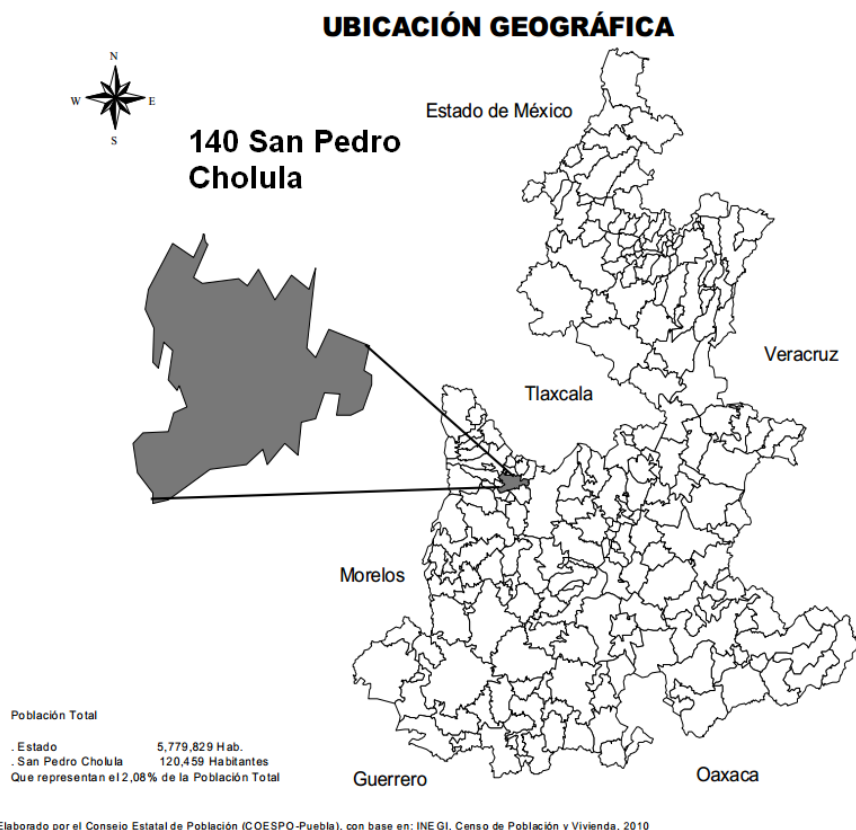 UBICACIÓN GEOGRÁFICA
N
W
E
S
Estado de México
140 San Pedro
Cholula
Veracruz
Tlaxcala
Morelos
Población Total
. Estado 5,779,829 Hab.
. San Pedro Cholula 120,459 Habitantes
Que representan el 2,08% de la Población Total
Guerrero
Oaxaca
Elaborado por el Consejo Estatal de Población (COESPO-Puebla), con base en: INEGI. Censo de Población y Vivienda, 2010